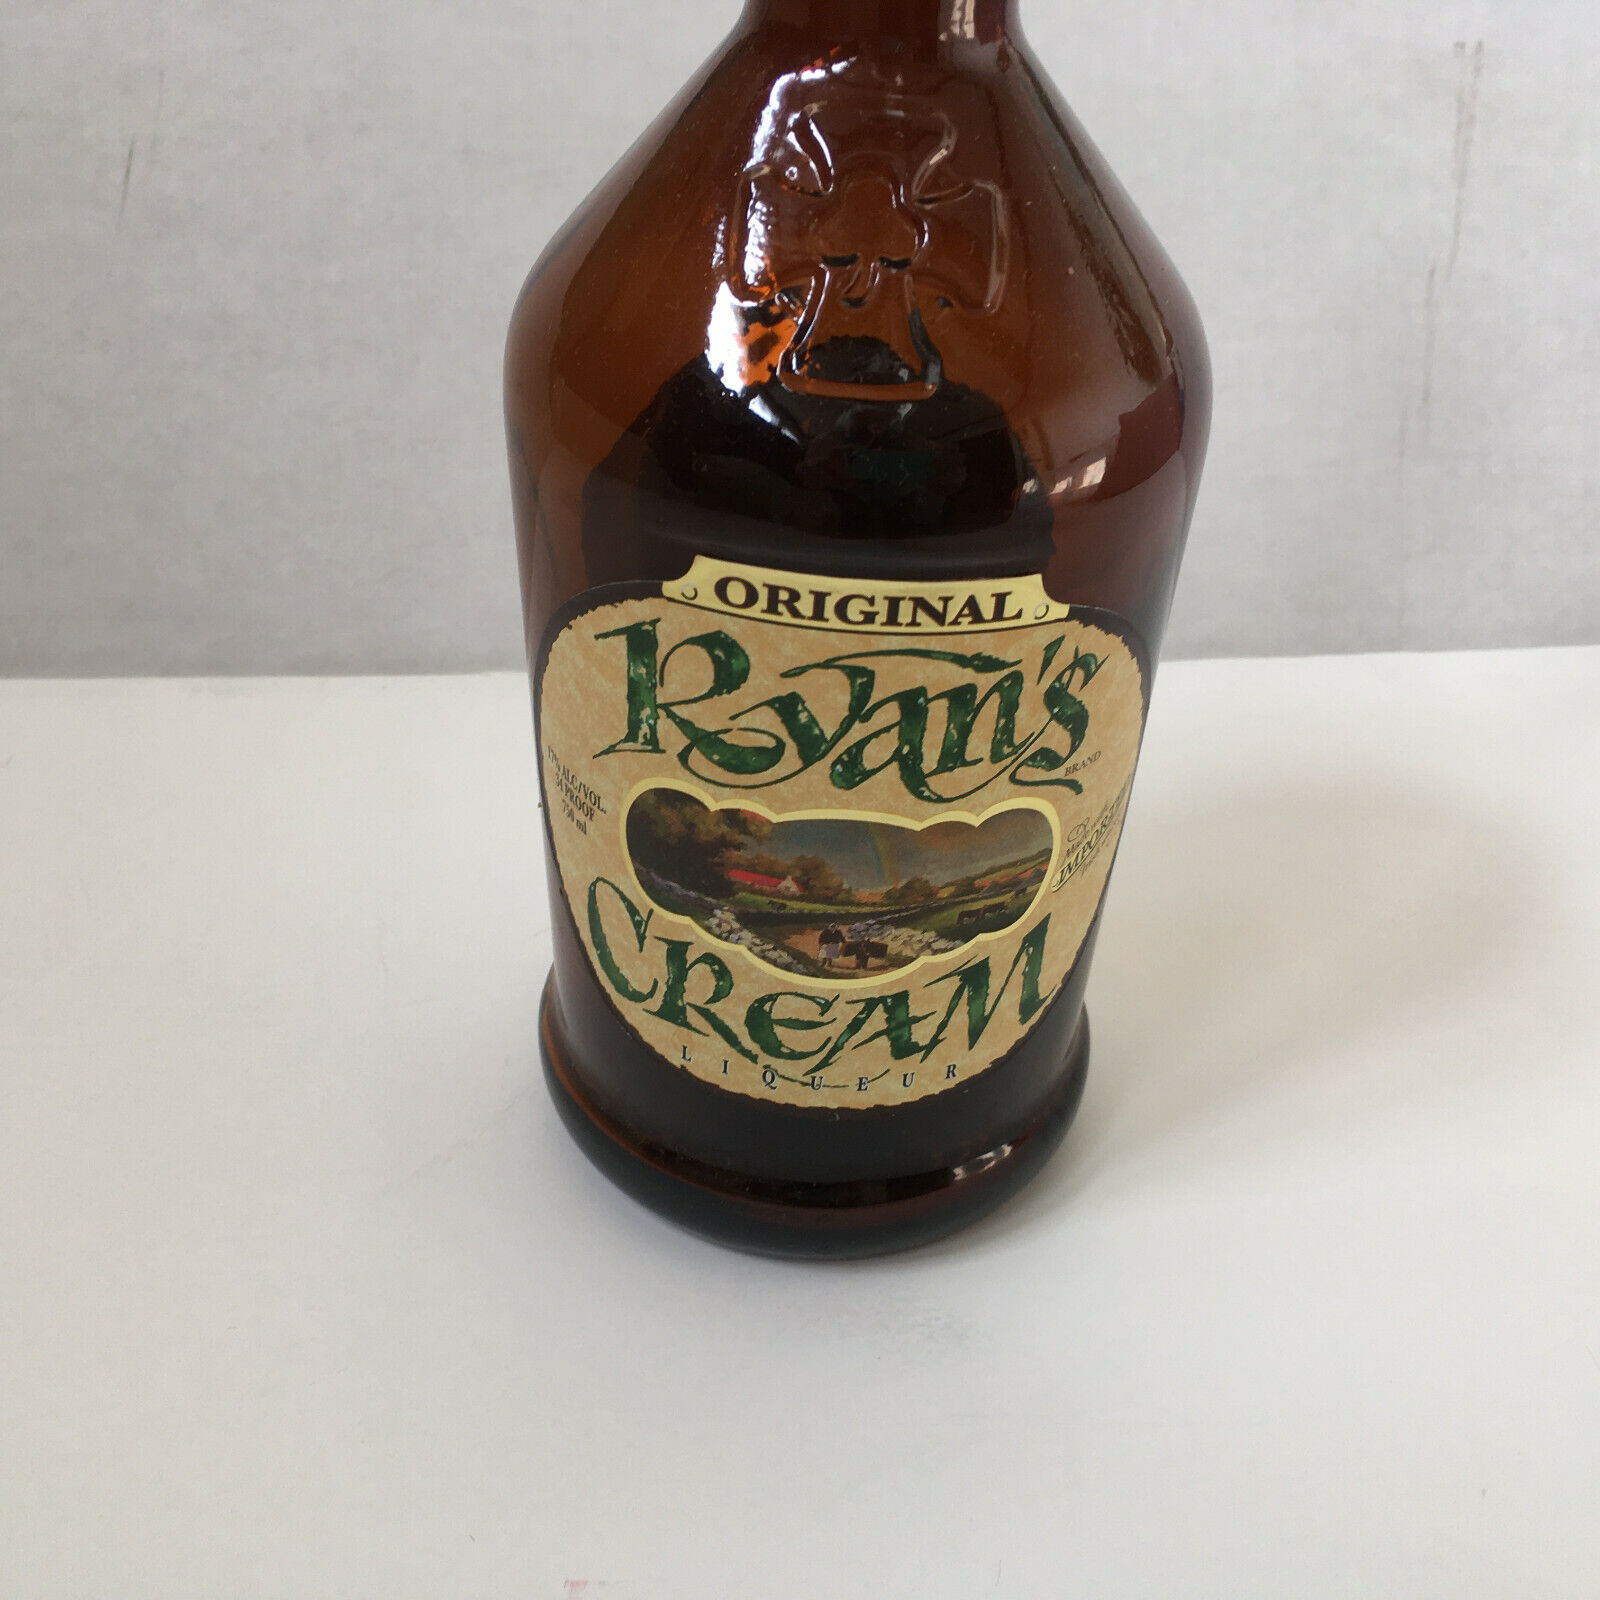 ORIGINAL
Ryan's
BRAND
17% ALC/VOL.
34 PROOF
750 ml
IMPORTED
CREAM
LIQUEUR